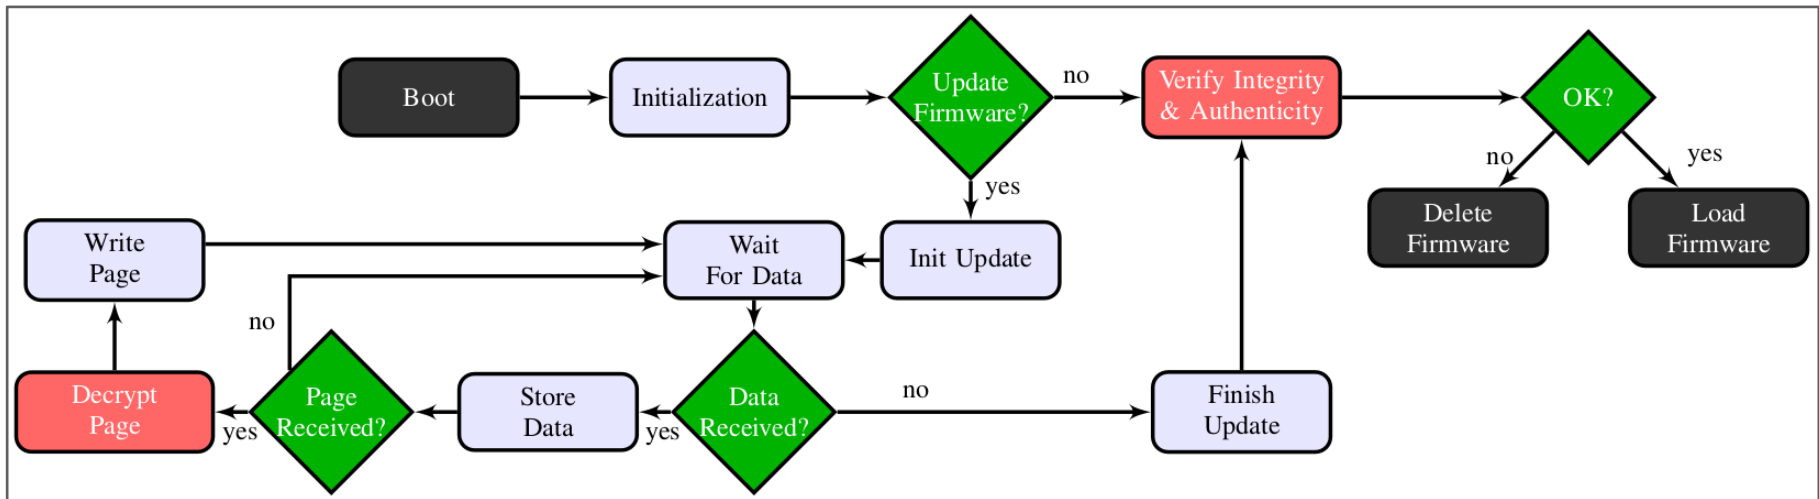 Boot
Initialization
Update
Firmware?
no
Verify Integrity
& Authenticity
OK?
no
yes
Delete
Firmware
Load
Firmware
yes
Write
Page
Wait
For Data
Init Update
no
Decrypt
Page
yes
Page
Received?
Store
Data
yes
Data
Received?
no
Finish
Update